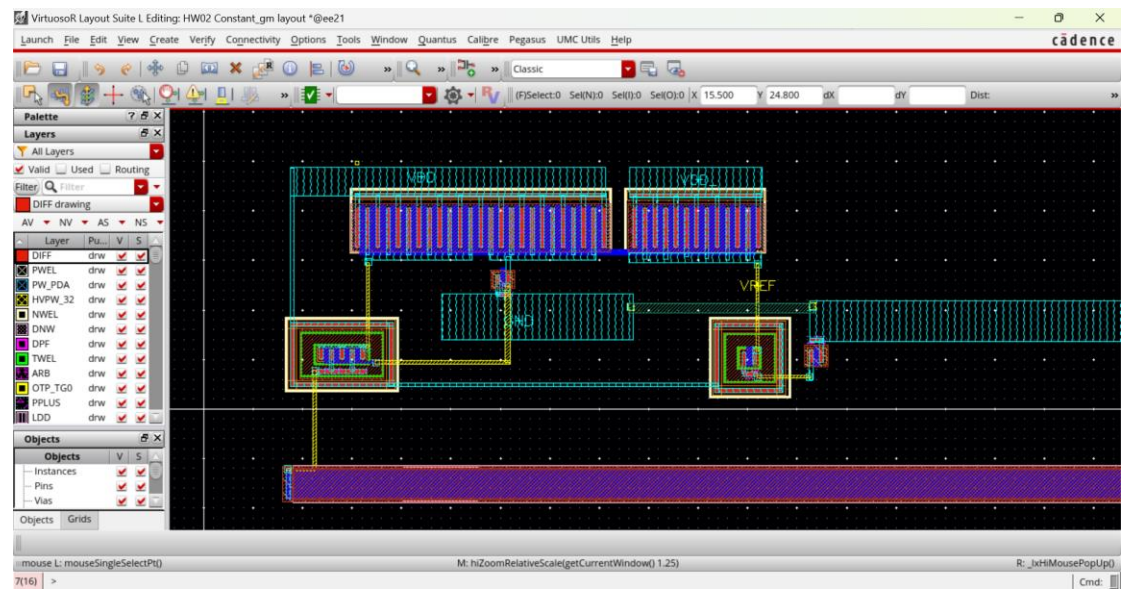 VirtuosoR Layout Suite L Editing: HW02 Constant_gm layout *@ee21
Launch File Edit View Create Verify Connectivity Options Tools Window Quantus Calibre Pegasus UMC Utils Help
cādence
» » » Classic
» (F)Select:0 Sel(N):0 Sel(I):0 Sel(O):0 X 15.500 Y 24.800 dX dY Dist: »
Palette
Layers
All Layers
Valid Used Routing
Filter Filter
DIFF drawing
AV NV AS NS
Layer Pu... V S
DIFF drw
PWEL drw
PW_PDA drw
HVPW_32 drw
NWEL drw
DNW drw
DPF drw
TWEL drw
ARB drw
OTP_TG0 drw
PPLUS drw
LDD drw
Objects
Objects V S
Instances
Pins
Vias
Objects Grids
VDD
VDD_
VREF
GND
mouse L: mouseSingleSelectPt() M: hiZoomRelativeScale(getCurrentWindow() 1.25) R: _lxHiMousePopUp()
7(16) > Cmd: